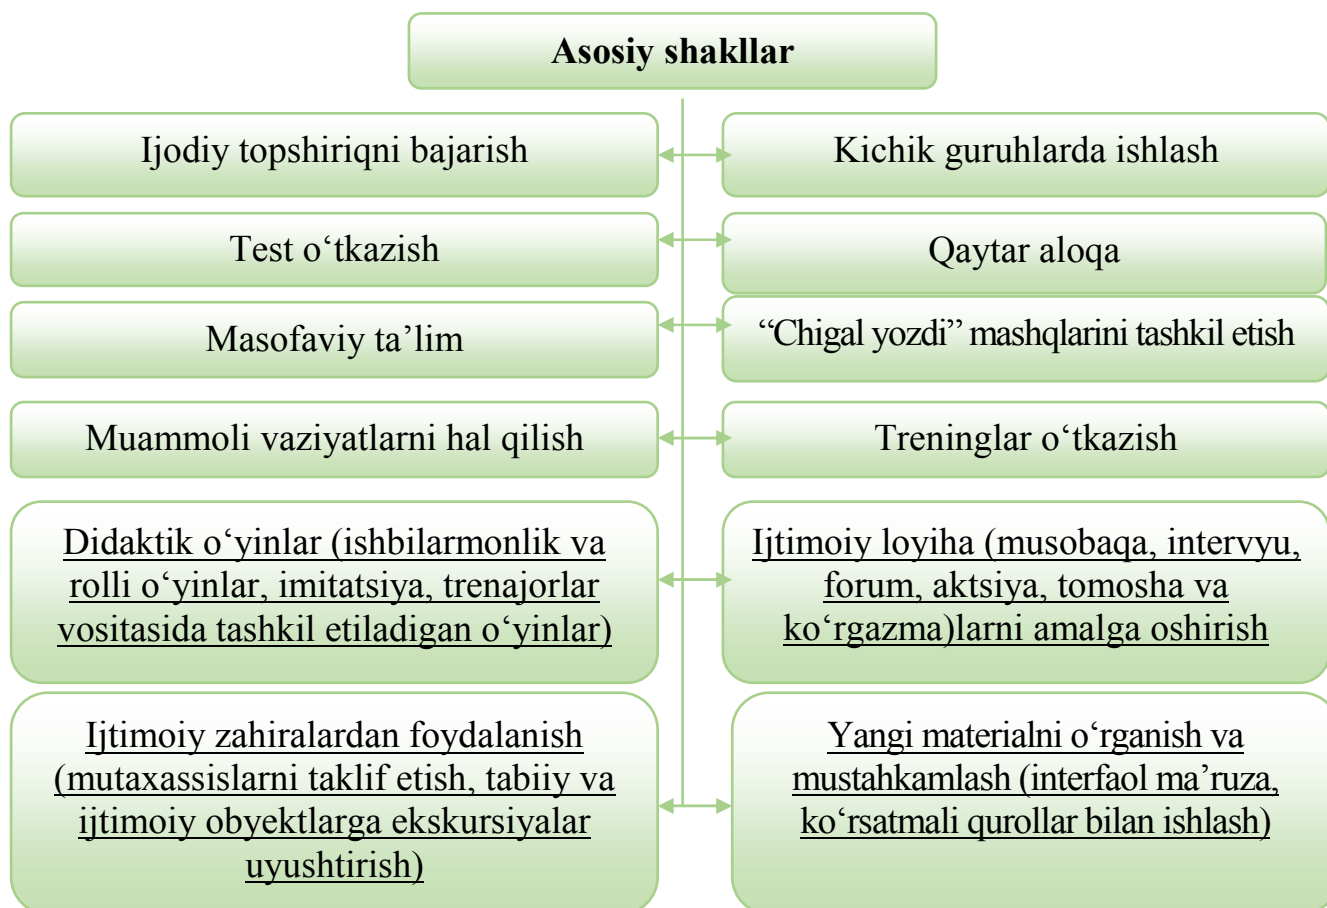 Asosiy shakllar
Ijodiy topshiriqni bajarish
Kichik guruhlarda ishlash
Test o‘tkazish
Qaytar aloqa
Masofaviy ta’lim
“Chigal yozdi” mashqlarini tashkil etish
Muammoli vaziyatlarni hal qilish
Treninglar o‘tkazish
Didaktik o‘yinlar (ishbilarmonlik va
rolli o‘yinlar, imitatsiya, trenajorlar
vositasida tashkil etiladigan o‘yinlar)
Ijtimoiy loyiha (musobaqa, intervyu,
forum, aktsiya, tomosha va
ko‘rgazma)larni amalga oshirish
Ijtimoiy zahiralardan foydalanish
(mutaxassislarni taklif etish, tabiiy va
ijtimoiy obyektlarga ekskursiyalar
uyushtirish)
Yangi materialni o‘rganish va
mustahkamlash (interfaol ma’ruza,
ko‘rsatmali qurollar bilan ishlash)